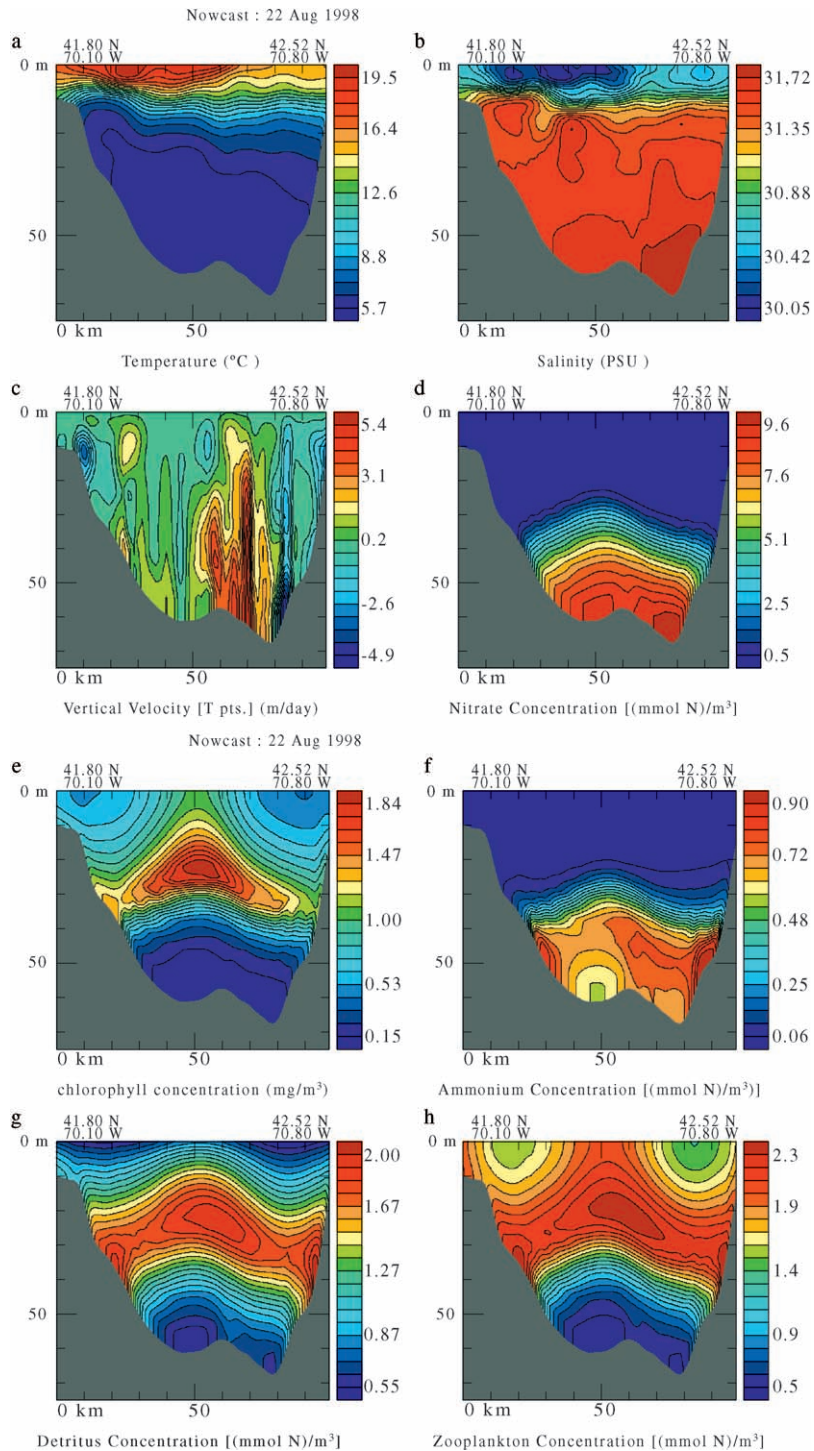 Nowcast : 22 Aug 1998
a
41.80 N 42.52 N
70.10 W 70.80 W
0 m
50
0 km 50
19.5
16.4
12.6
8.8
5.7
Temperature (°C )
b
41.80 N 42.52 N
70.10 W 70.80 W
0 m
50
0 km 50
31.72
31.35
30.88
30.42
30.05
Salinity (PSU )
c
41.80 N 42.52 N
70.10 W 70.80 W
0 m
50
0 km 50
5.4
3.1
0.2
-2.6
-4.9
Vertical Velocity [T pts.] (m/day)
d
41.80 N 42.52 N
70.10 W 70.80 W
0 m
50
0 km 50
9.6
7.6
5.1
2.5
0.5
Nitrate Concentration [(mmol N)/m³]
Nowcast : 22 Aug 1998
e
41.80 N 42.52 N
70.10 W 70.80 W
0 m
50
0 km 50
1.84
1.47
1.00
0.53
0.15
chlorophyll concentration (mg/m³)
f
41.80 N 42.52 N
70.10 W 70.80 W
0 m
50
0 km 50
0.90
0.72
0.48
0.25
0.06
Ammonium Concentration [(mmol N)/m³)]
g
41.80 N 42.52 N
70.10 W 70.80 W
0 m
50
0 km 50
2.00
1.67
1.27
0.87
0.55
Detritus Concentration [(mmol N)/m³]
h
41.80 N 42.52 N
70.10 W 70.80 W
0 m
50
0 km 50
2.3
1.9
1.4
0.9
0.5
Zooplankton Concentration [(mmol N)/m³]